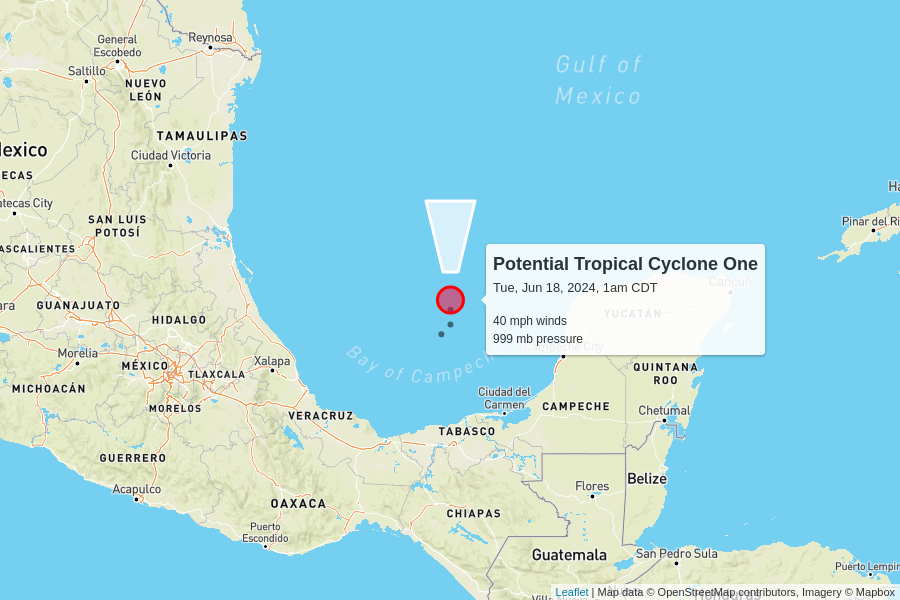 General
Escobedo
Reynosa
Saltillo
NUEVO
LEÓN
Gulf of
Mexico
TAMAULIPAS
Mexico
Ciudad Victoria
ECAS
atecas City
Ha
Pinar del Rí
SAN LUIS
POTOSÍ
ASCALIENTES
Potential Tropical Cyclone One
Tue, Jun 18, 2024, 1am CDT
40 mph winds
999 mb pressure
Cancún
YUCATÁN
ara
GUANAJUATO
HIDALGO
Morelia
MÉXICO
TLAXCALA
Xalapa
Bay of Campech
MICHOACÁN
MORELOS
VERACRUZ
QUINTANA
ROO
Ciudad del
Carmen
CAMPECHE
Chetumal
TABASCO
GUERRERO
Acapulco
OAXACA
Puerto
Escondido
CHIAPAS
Flores
Belize
Guatemala
San Pedro Sula
Puerto Lempir
Leaflet | Map data © OpenStreetMap contributors, Imagery © Mapbox